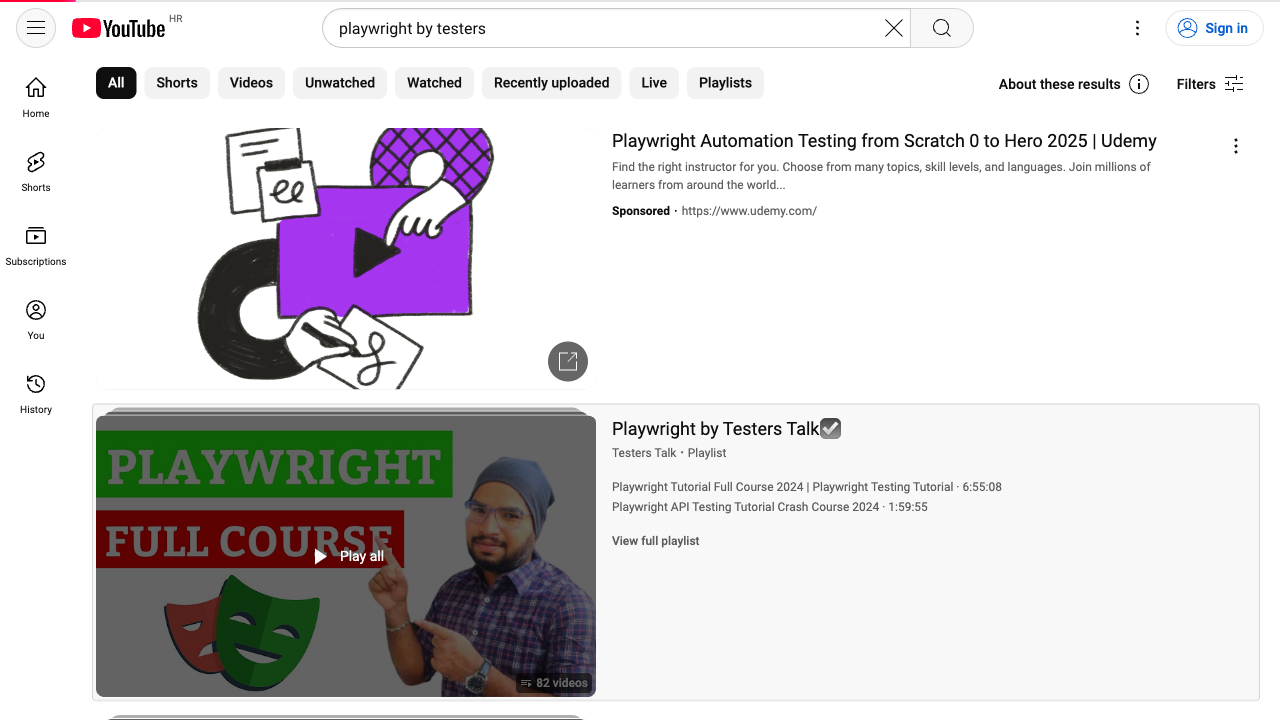 YouTube HR
playwright by testers
Sign in
All
Shorts
Videos
Unwatched
Watched
Recently uploaded
Live
Playlists
About these results
Filters
Home
Shorts
Subscriptions
You
History
Playwright Automation Testing from Scratch 0 to Hero 2025 | Udemy
Find the right instructor for you. Choose from many topics, skill levels, and languages. Join millions of
learners from around the world...
Sponsored · https://www.udemy.com/
PLAYWRIGHT
FULL COURSE
Play all
82 videos
Playwright by Testers Talk☑️
Testers Talk · Playlist
Playwright Tutorial Full Course 2024 | Playwright Testing Tutorial · 6:55:08
Playwright API Testing Tutorial Crash Course 2024 · 1:59:55
View full playlist